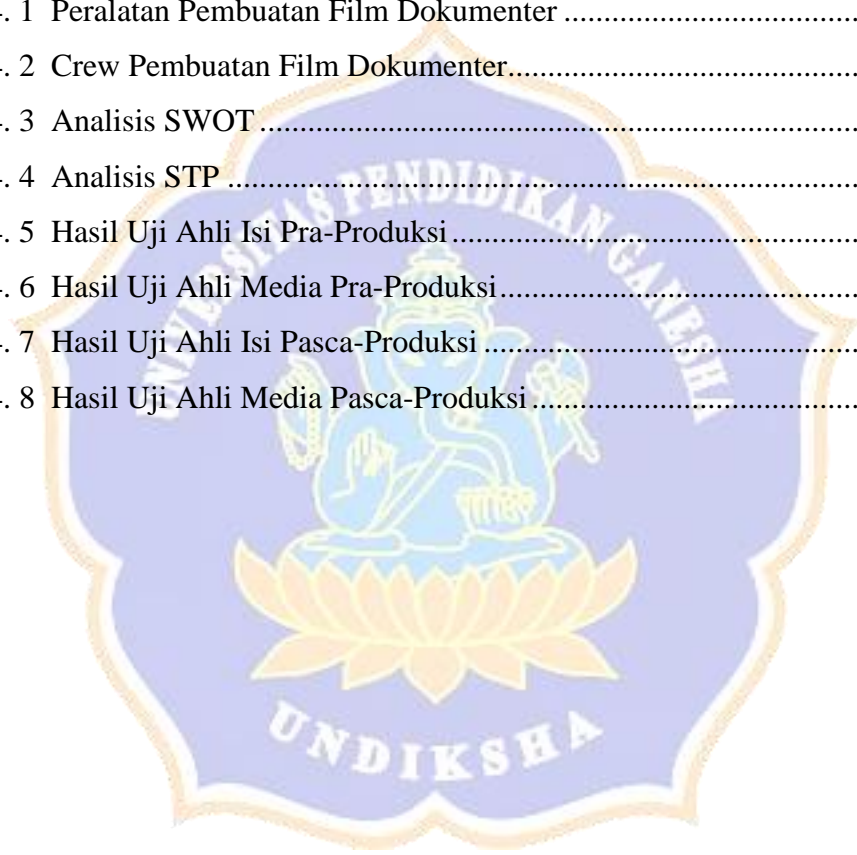 . 1 Peralatan Pembuatan Film Dokumenter ...............................................
. 2 Crew Pembuatan Film Dokumenter......................................................
. 3 Analisis SWOT .....................................................................................
. 4 Analisis STP .........................................................................................
. 5 Hasil Uji Ahli Isi Pra-Produksi ............................................................
. 6 Hasil Uji Ahli Media Pra-Produksi......................................................
. 7 Hasil Uji Ahli Isi Pasca-Produksi ........................................................
. 8 Hasil Uji Ahli Media Pasca-Produksi ..................................................
UNIVERSITAS PENDIDIKAN GANESHA
UNDIKSHA